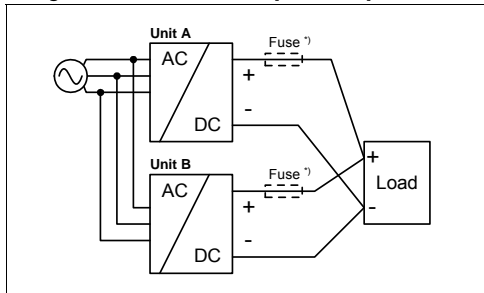 Unit A
AC
DC
Fuse *)
+
-
Unit B
AC
DC
Fuse *)
+
-
+
-
Load